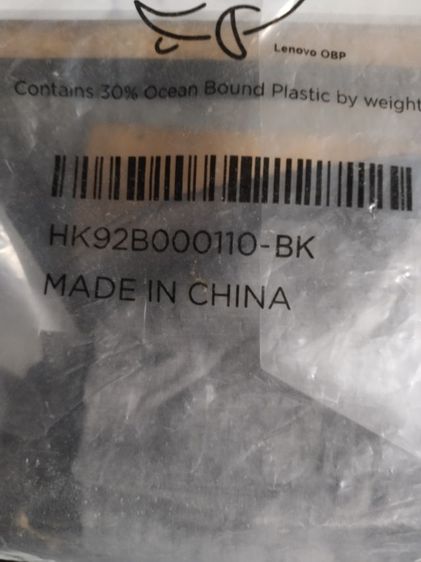 Lenovo OBP
Contains 30% Ocean Bound Plastic by weight
HK92B000110-BK
MADE IN CHINA